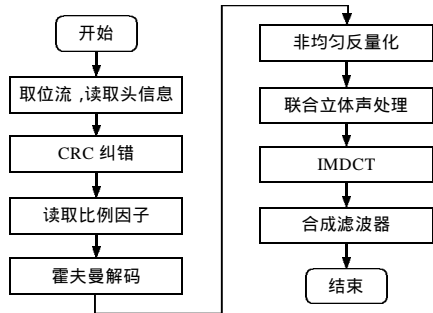 开始
取位流,读取头信息
CRC 纠错
读取比例因子
霍夫曼解码
非均匀反量化
联合立体声处理
IMDCT
合成滤波器
结束